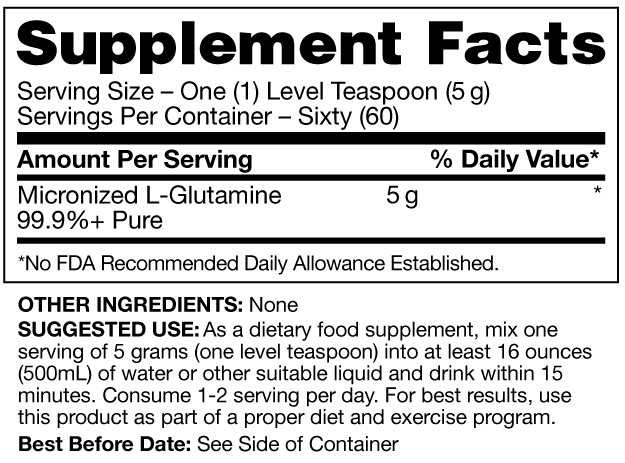 Supplement Facts
Serving Size – One (1) Level Teaspoon (5 g)
Servings Per Container – Sixty (60)
Amount Per Serving % Daily Value*
Micronized L-Glutamine 5 g *
99.9%+ Pure
*No FDA Recommended Daily Allowance Established.
OTHER INGREDIENTS: None
SUGGESTED USE: As a dietary food supplement, mix one
serving of 5 grams (one level teaspoon) into at least 16 ounces
(500mL) of water or other suitable liquid and drink within 15
minutes. Consume 1-2 serving per day. For best results, use
this product as part of a proper diet and exercise program.
Best Before Date: See Side of Container